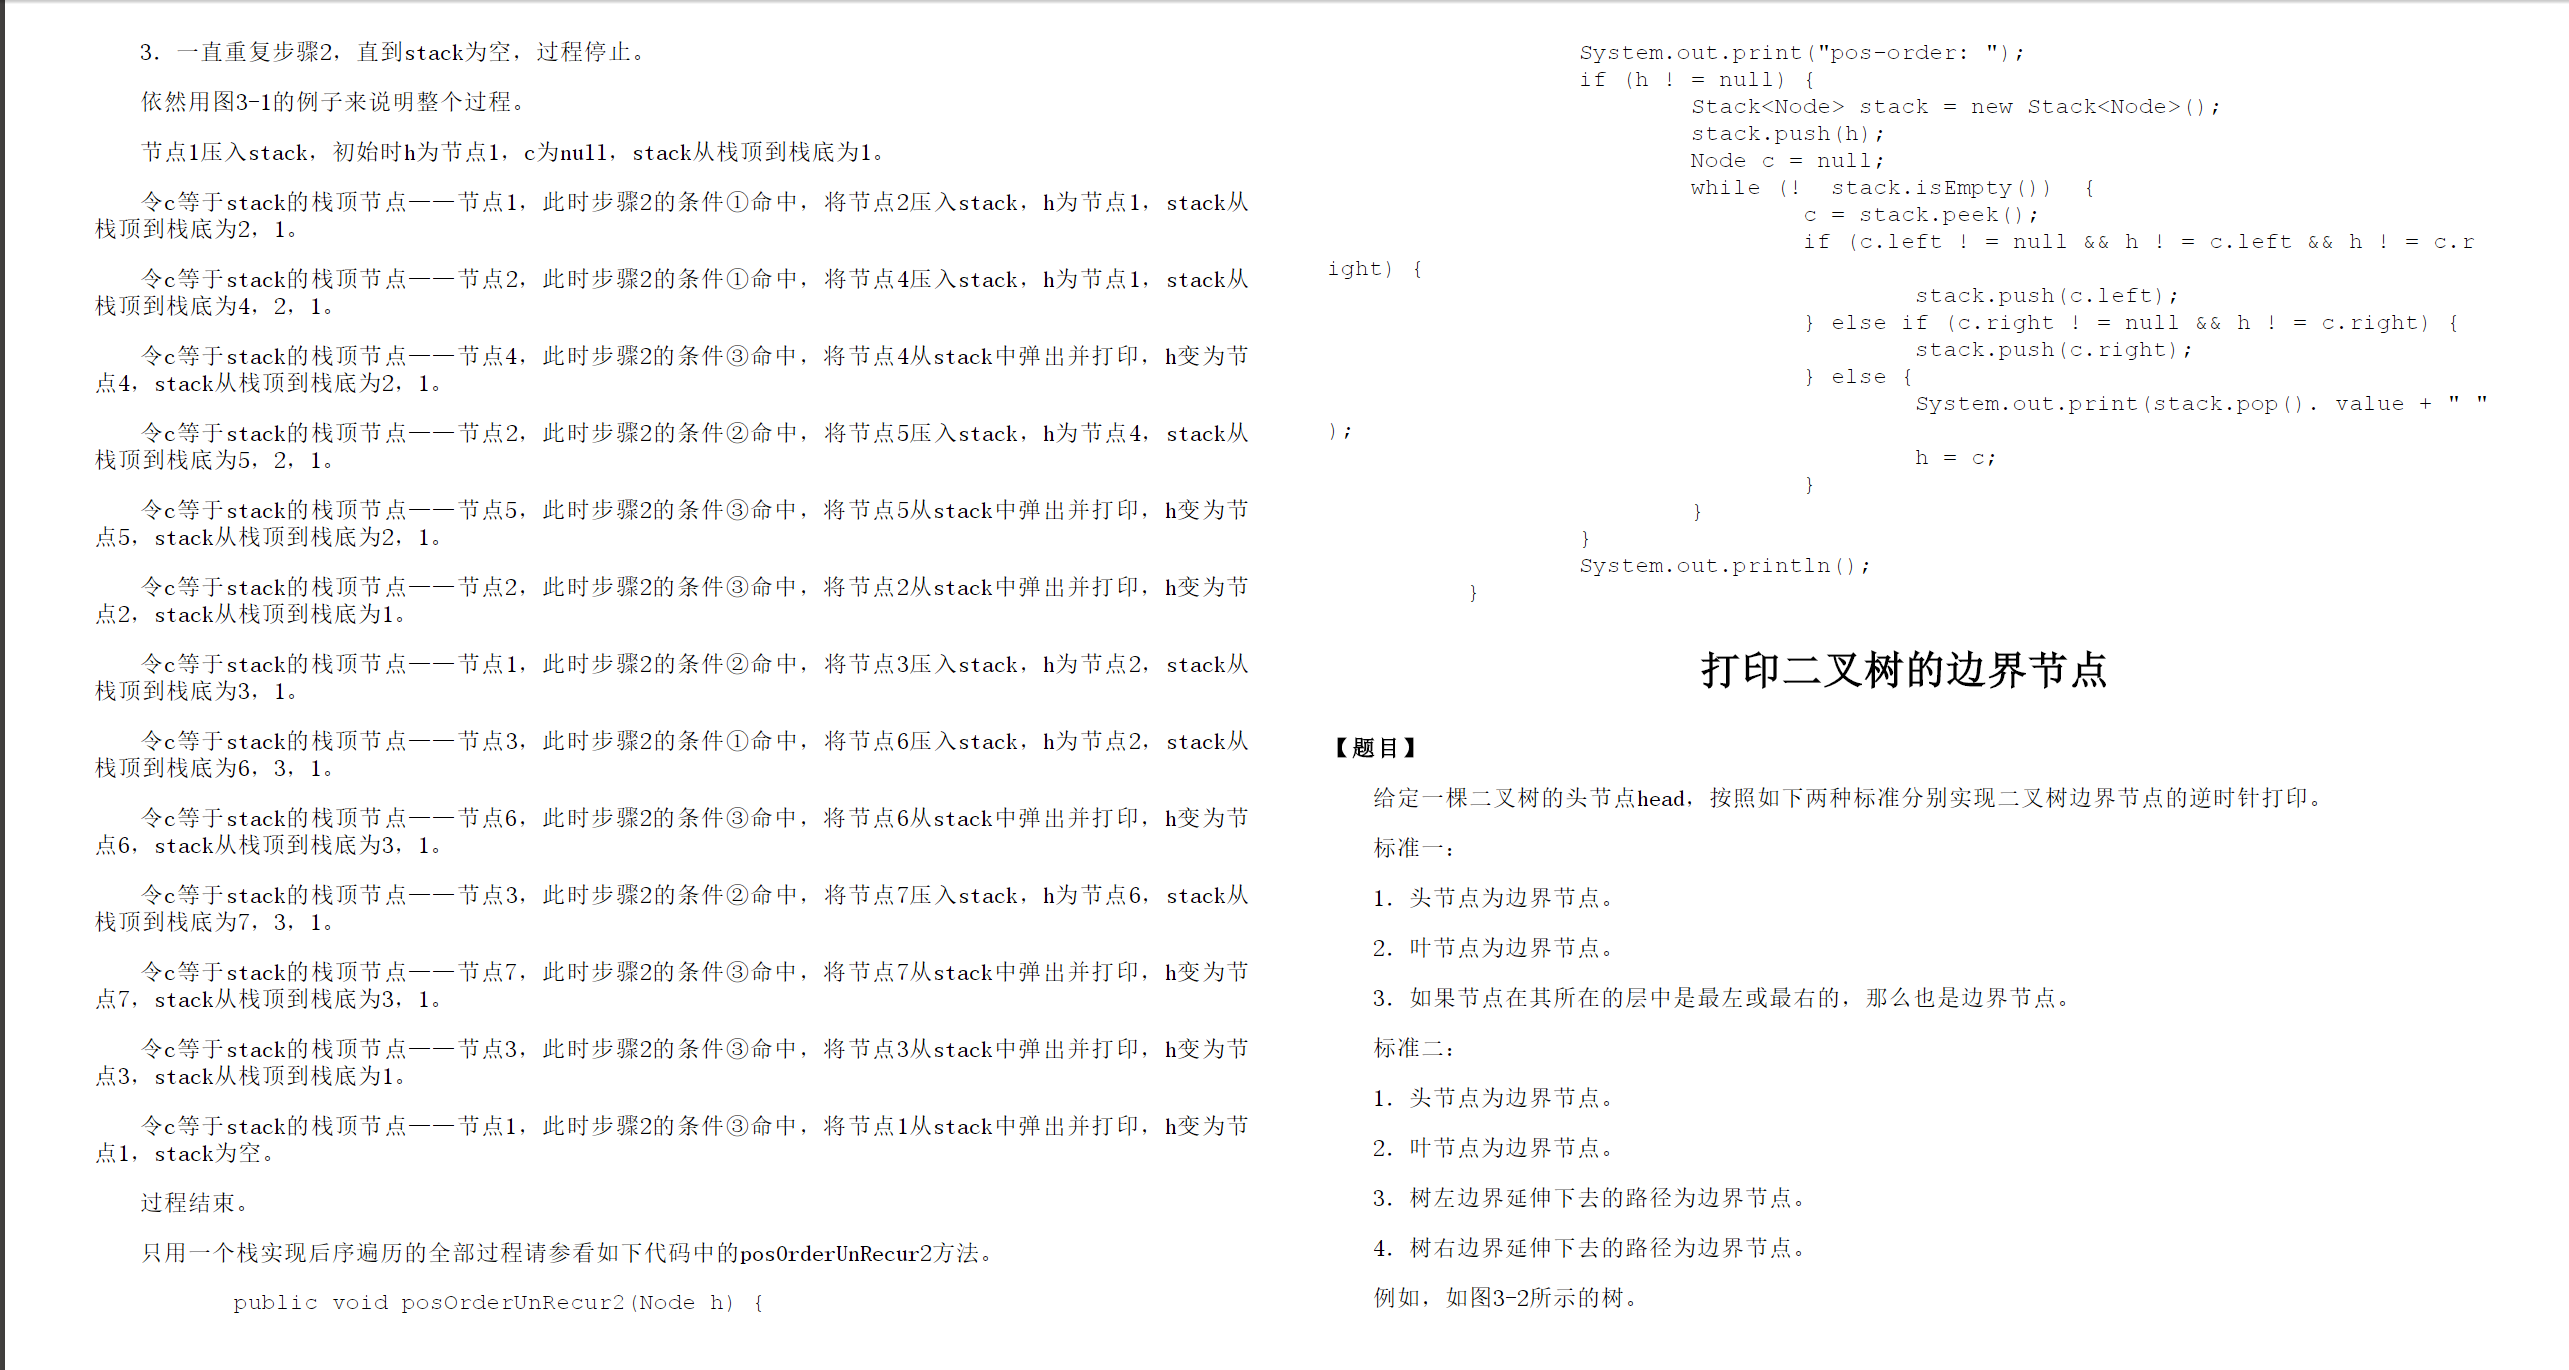 3．一直重复步骤2，直到stack为空，过程停止。
依然用图3-1的例子来说明整个过程。
节点1压入stack，初始时h为节点1，c为null，stack从栈顶到栈底为1。
令c等于stack的栈顶节点——节点1，此时步骤2的条件①命中，将节点2压入stack，h为节点1，stack从
栈顶到栈底为2，1。
令c等于stack的栈顶节点——节点2，此时步骤2的条件①命中，将节点4压入stack，h为节点1，stack从
栈顶到栈底为4，2，1。
令c等于stack的栈顶节点——节点4，此时步骤2的条件③命中，将节点4从stack中弹出并打印，h变为节
点4，stack从栈顶到栈底为2，1。
令c等于stack的栈顶节点——节点2，此时步骤2的条件②命中，将节点5压入stack，h为节点4，stack从
栈顶到栈底为5，2，1。
令c等于stack的栈顶节点——节点5，此时步骤2的条件③命中，将节点5从stack中弹出并打印，h变为节
点5，stack从栈顶到栈底为2，1。
令c等于stack的栈顶节点——节点2，此时步骤2的条件③命中，将节点2从stack中弹出并打印，h变为节
点2，stack从栈顶到栈底为1。
令c等于stack的栈顶节点——节点1，此时步骤2的条件②命中，将节点3压入stack，h为节点2，stack从
栈顶到栈底为3，1。
令c等于stack的栈顶节点——节点3，此时步骤2的条件①命中，将节点6压入stack，h为节点2，stack从
栈顶到栈底为6，3，1。
令c等于stack的栈顶节点——节点6，此时步骤2的条件③命中，将节点6从stack中弹出并打印，h变为节
点6，stack从栈顶到栈底为3，1。
令c等于stack的栈顶节点——节点3，此时步骤2的条件②命中，将节点7压入stack，h为节点6，stack从
栈顶到栈底为7，3，1。
令c等于stack的栈顶节点——节点7，此时步骤2的条件③命中，将节点7从stack中弹出并打印，h变为节
点7，stack从栈顶到栈底为3，1。
令c等于stack的栈顶节点——节点3，此时步骤2的条件③命中，将节点3从stack中弹出并打印，h变为节
点3，stack从栈顶到栈底为1。
令c等于stack的栈顶节点——节点1，此时步骤2的条件③命中，将节点1从stack中弹出并打印，h变为节
点1，stack为空。
过程结束。
只用一个栈实现后序遍历的全部过程请参看如下代码中的posOrderUnRecur2方法。
public void posOrderUnRecur2(Node h) {
System.out.print("pos-order: ");
if (h ! = null) {
Stack<Node> stack = new Stack<Node>();
stack.push(h);
Node c = null;
while (!  stack.isEmpty())  {
c = stack.peek();
if (c.left ! = null && h ! = c.left && h ! = c.r
ight) {
stack.push(c.left);
} else if (c.right ! = null && h ! = c.right) {
stack.push(c.right);
} else {
System.out.print(stack.pop(). value + " "
);
h = c;
}
}
}
System.out.println();
}
打印二叉树的边界节点
【题目】
给定一棵二叉树的头节点head，按照如下两种标准分别实现二叉树边界节点的逆时针打印。
标准一：
1．头节点为边界节点。
2．叶节点为边界节点。
3．如果节点在其所在的层中是最左或最右的，那么也是边界节点。
标准二：
1．头节点为边界节点。
2．叶节点为边界节点。
3．树左边界延伸下去的路径为边界节点。
4．树右边界延伸下去的路径为边界节点。
例如，如图3-2所示的树。